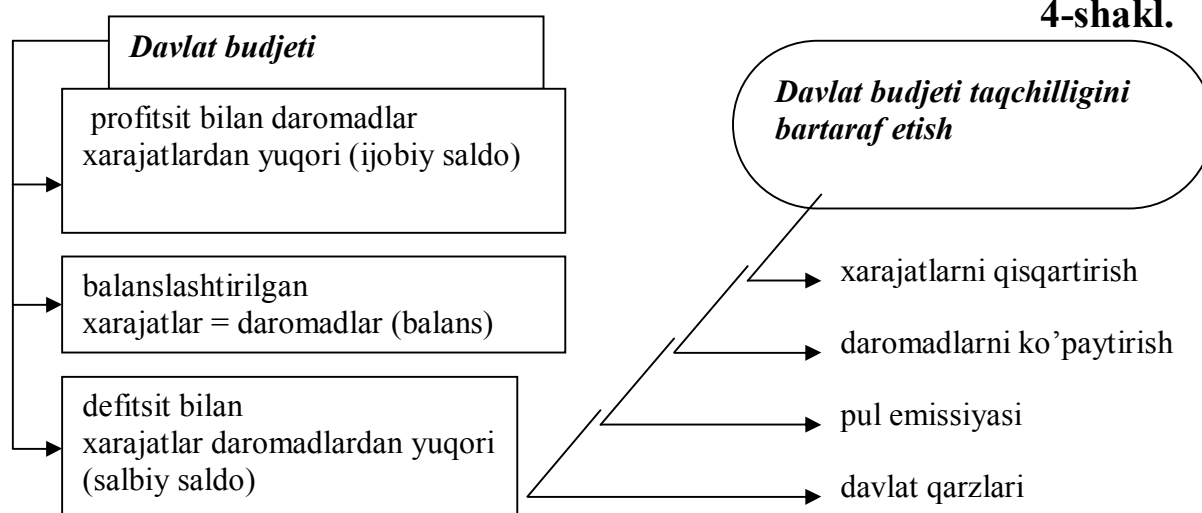 4-shakl.
Davlat budjeti
profitsit bilan daromadlar
xarajatlardan yuqori (ijobiy saldo)
balanslashtirilgan
xarajatlar = daromadlar (balans)
defitsit bilan
xarajatlar daromadlardan yuqori
(salbiy saldo)
Davlat budjeti taqchilligini
bartaraf etish
xarajatlarni qisqartirish
daromadlarni ko’paytirish
pul emissiyasi
davlat qarzlari